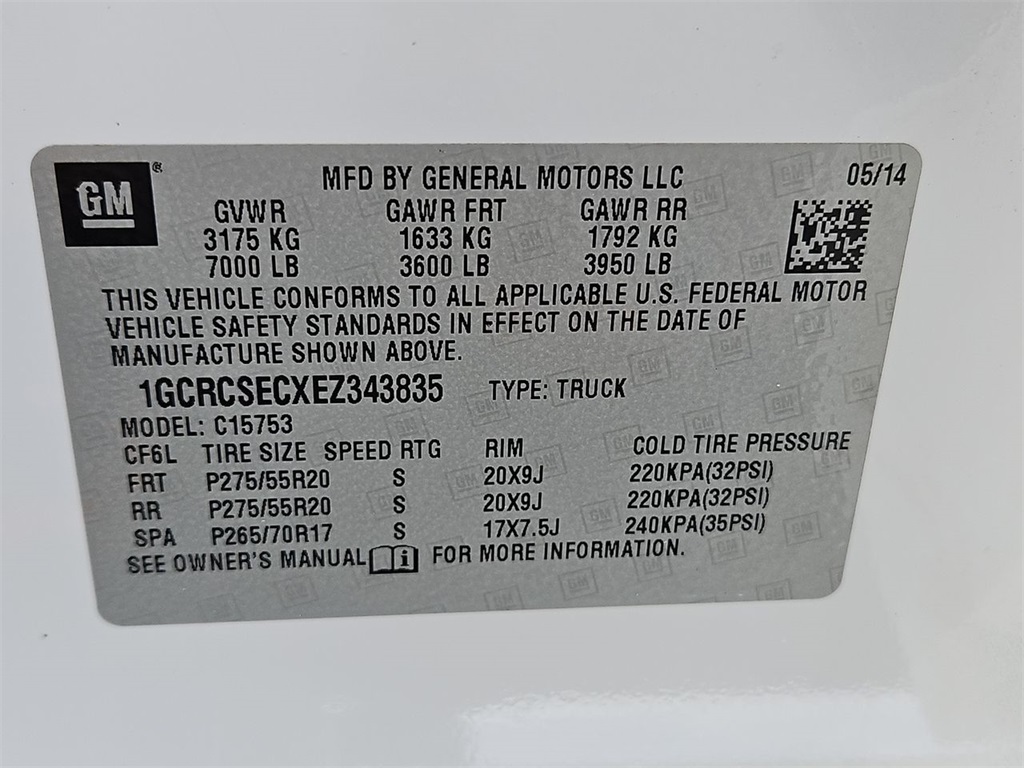 GM MFD BY GENERAL MOTORS LLC 05/14
GVWR GAWR FRT GAWR RR
3175 KG 1633 KG 1792 KG
7000 LB 3600 LB 3950 LB
THIS VEHICLE CONFORMS TO ALL APPLICABLE U.S. FEDERAL MOTOR
VEHICLE SAFETY STANDARDS IN EFFECT ON THE DATE OF
MANUFACTURE SHOWN ABOVE.
1GCRCSECXEZ343835 TYPE: TRUCK
MODEL: C15753
CF6L TIRE SIZE SPEED RTG RIM COLD TIRE PRESSURE
FRT P275/55R20 S 20X9J 220KPA(32PSI)
RR P275/55R20 S 20X9J 220KPA(32PSI)
SPA P265/70R17 S 17X7.5J 240KPA(35PSI)
SEE OWNER'S MANUAL i FOR MORE INFORMATION.